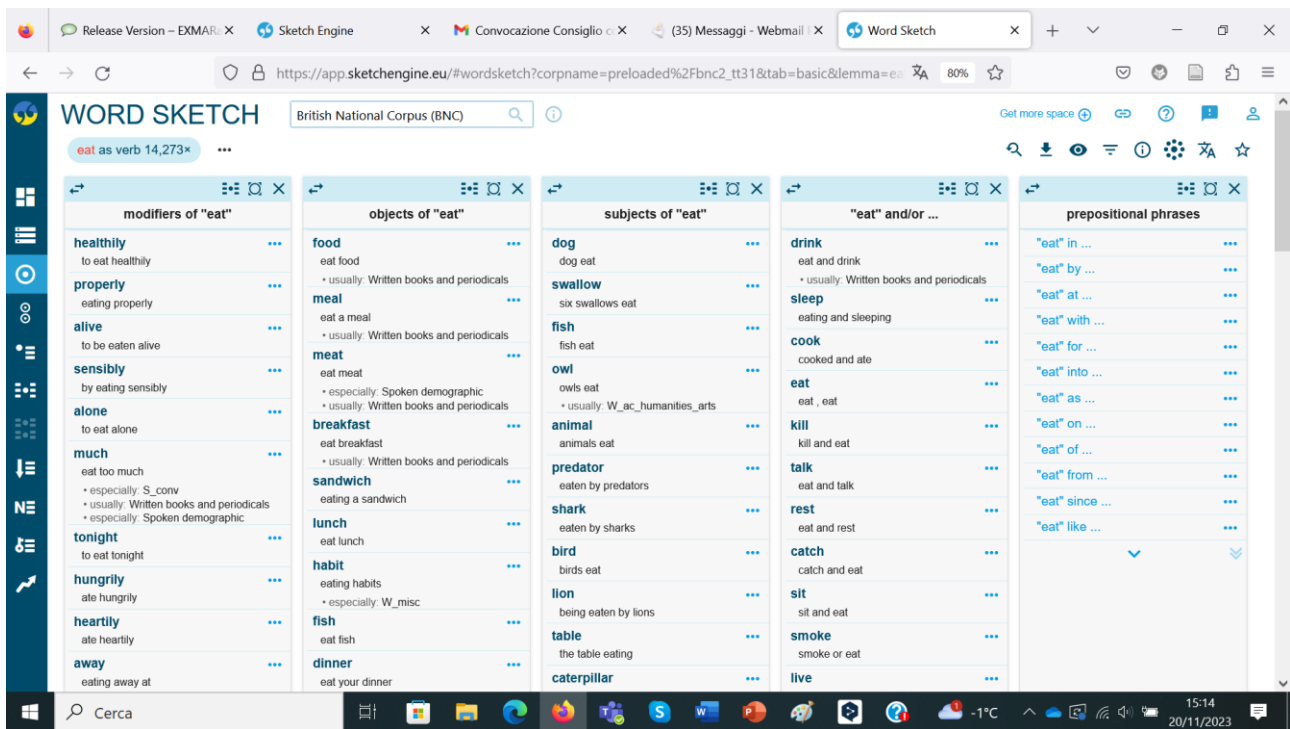 Release Version – EXMARa
Sketch Engine
Convocazione Consiglio c
(35) Messaggi - Webmail
Word Sketch
https://app.sketchengine.eu/#wordsketch?corpname=preloaded%2Fbnc2_tt31&tab=basic&lemma=ea
80%
WORD SKETCH
British National Corpus (BNC)
Get more space
eat as verb 14,273×
modifiers of "eat"
healthily
to eat healthily
properly
eating properly
alive
to be eaten alive
sensibly
by eating sensibly
alone
to eat alone
much
eat too much
• especially: S_conv
• usually: Written books and periodicals
• especially: Spoken demographic
tonight
to eat tonight
hungrily
ate hungrily
heartily
ate heartily
away
eating away at
objects of "eat"
food
eat food
• usually: Written books and periodicals
meal
eat a meal
• usually: Written books and periodicals
meat
eat meat
• especially: Spoken demographic
• usually: Written books and periodicals
breakfast
eat breakfast
• usually: Written books and periodicals
sandwich
eating a sandwich
lunch
eat lunch
habit
eating habits
• especially: W_misc
fish
eat fish
dinner
eat your dinner
subjects of "eat"
dog
dog eat
swallow
six swallows eat
fish
fish eat
owl
owls eat
• usually: W_ac_humanities_arts
animal
animals eat
predator
eaten by predators
shark
eaten by sharks
bird
birds eat
lion
being eaten by lions
table
the table eating
caterpillar
"eat" and/or ...
drink
eat and drink
• usually: Written books and periodicals
sleep
eating and sleeping
cook
cooked and ate
eat
eat , eat
kill
kill and eat
talk
eat and talk
rest
eat and rest
catch
catch and eat
sit
sit and eat
smoke
smoke or eat
live
prepositional phrases
"eat" in ...
"eat" by ...
"eat" at ...
"eat" with ...
"eat" for ...
"eat" into ...
"eat" as ...
"eat" on ...
"eat" of ...
"eat" from ...
"eat" since ...
"eat" like ...
Cerca
-1°C
15:14
20/11/2023